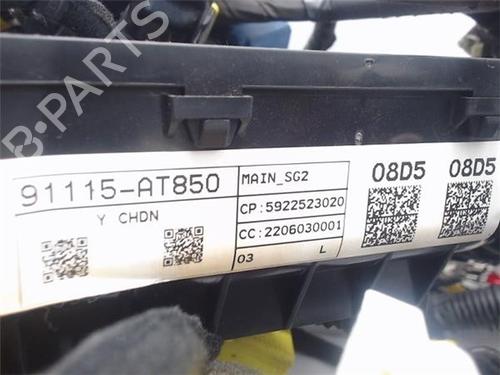 B-PARTS
91115-AT850
Y CHDN
MAIN_SG2
CP:5922523020
CC:2206030001
03 L
08D5 08D5